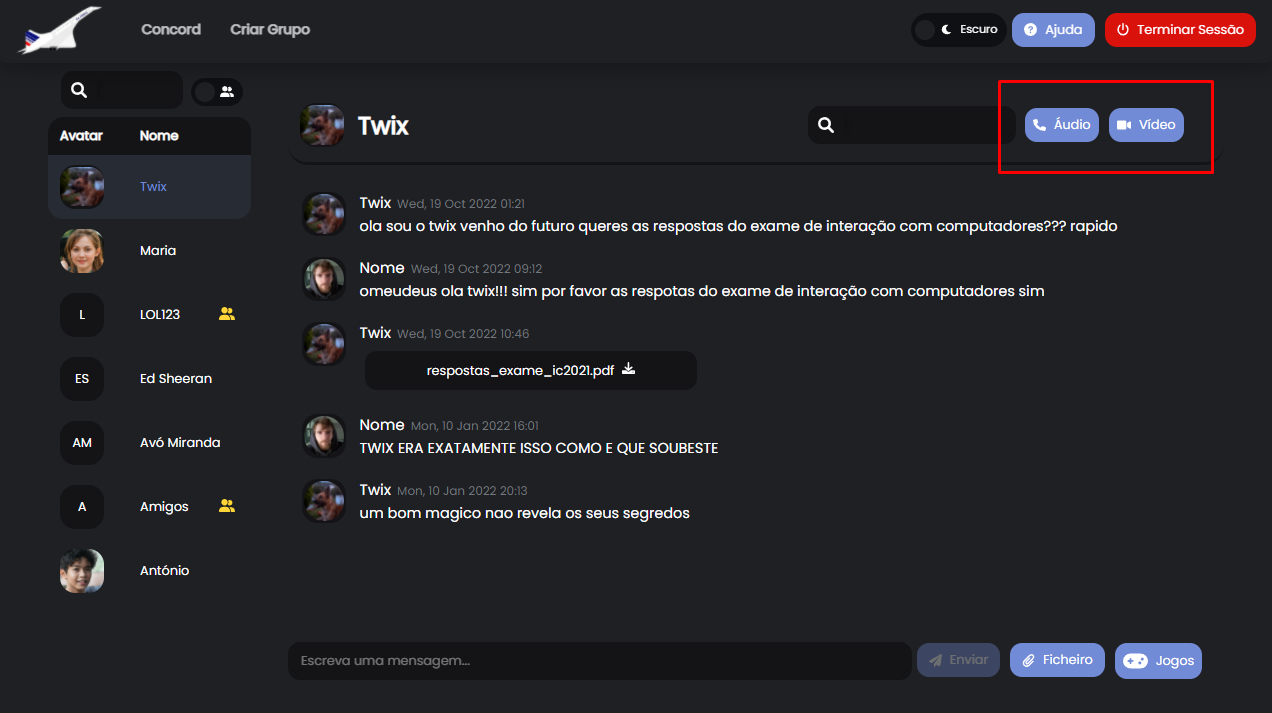 Concord Criar Grupo Escuro Ajuda Terminar Sessão
Avatar Nome
Twix
Maria
L LOL123
ES Ed Sheeran
AM Avó Miranda
A Amigos
António
Twix Áudio Vídeo
Twix Wed, 19 Oct 2022 01:21
ola sou o twix venho do futuro queres as respostas do exame de interação com computadores??? rapido
Nome Wed, 19 Oct 2022 09:12
omeudeus ola twix!!! sim por favor as respotas do exame de interação com computadores sim
Twix Wed, 19 Oct 2022 10:46
respostas_exame_ic2021.pdf
Nome Mon, 10 Jan 2022 16:01
TWIX ERA EXATAMENTE ISSO COMO E QUE SOUBESTE
Twix Mon, 10 Jan 2022 20:13
um bom magico nao revela os seus segredos
Escreva uma mensagem... Enviar Ficheiro Jogos